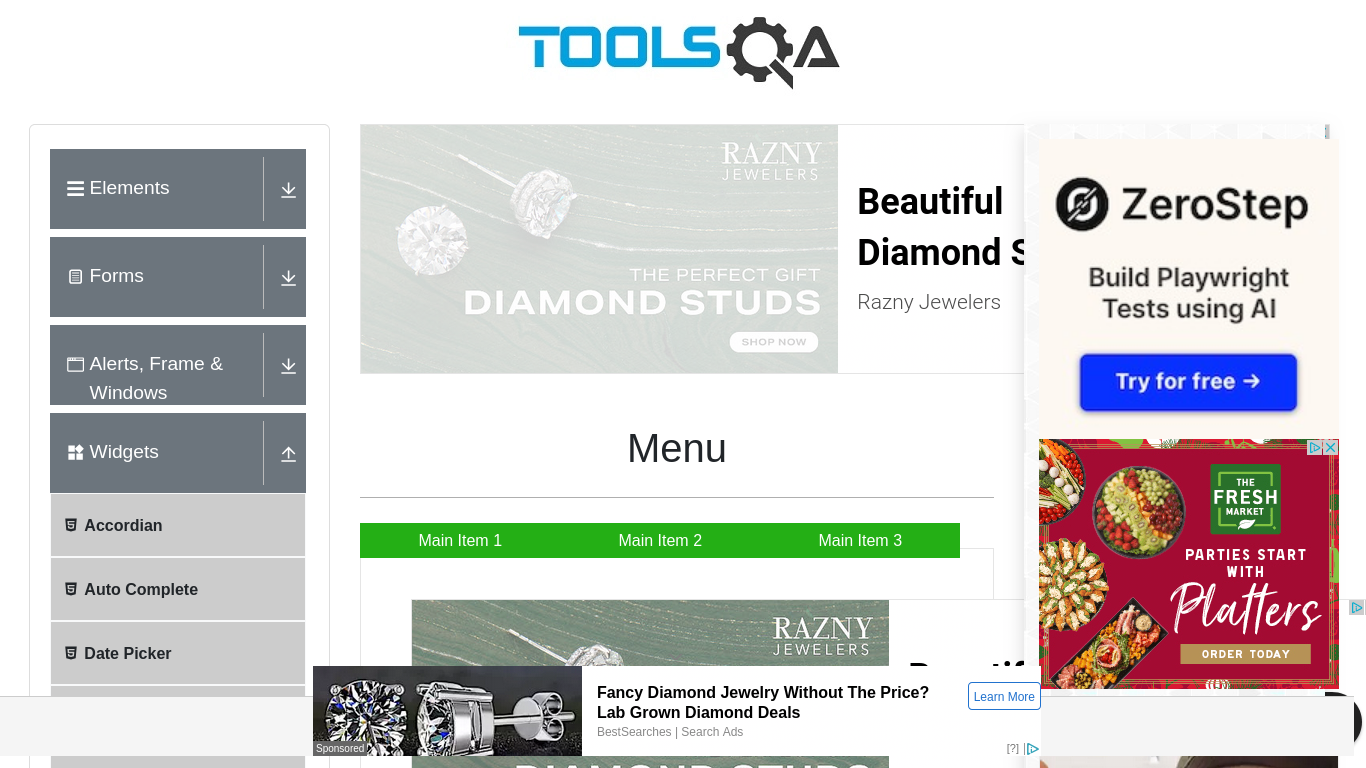 TOOLSQA
Elements
Forms
Alerts, Frame &
Windows
Widgets
Accordian
Auto Complete
Date Picker
RAZNY
JEWELERS
THE PERFECT GIFT
DIAMOND STUDS
SHOP NOW
Beautiful
Diamond S
Razny Jewelers
Menu
Main Item 1
Main Item 2
Main Item 3
RAZNY
JEWELERS
ZeroStep
Build Playwright
Tests using AI
Try for free →
THE
FRESH
MARKET
PARTIES START
WITH
Platters
ORDER TODAY
Fancy Diamond Jewelry Without The Price?
Lab Grown Diamond Deals
BestSearches | Search Ads
Learn More
Sponsored
[?]